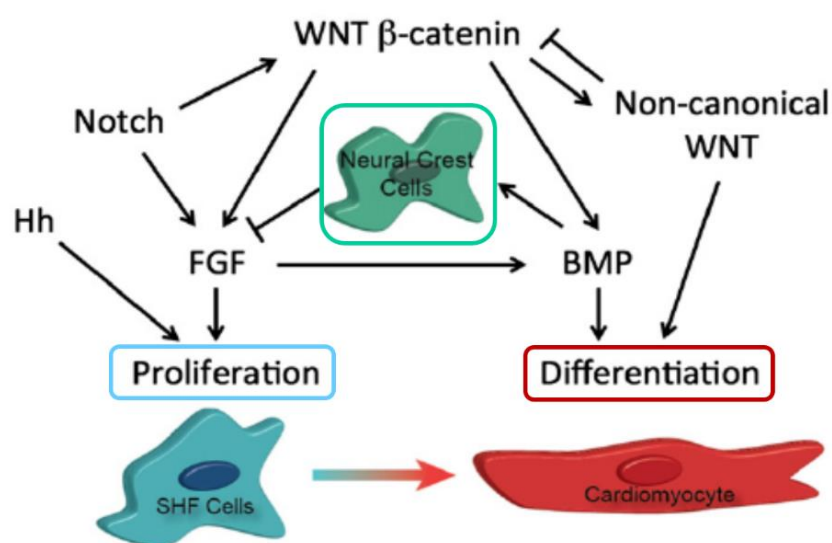 WNT β-catenin
Non-canonical
WNT
Notch
Neural Crest
Cells
Hh
FGF
BMP
Proliferation
Differentiation
SHF Cells
Cardiomyocyte